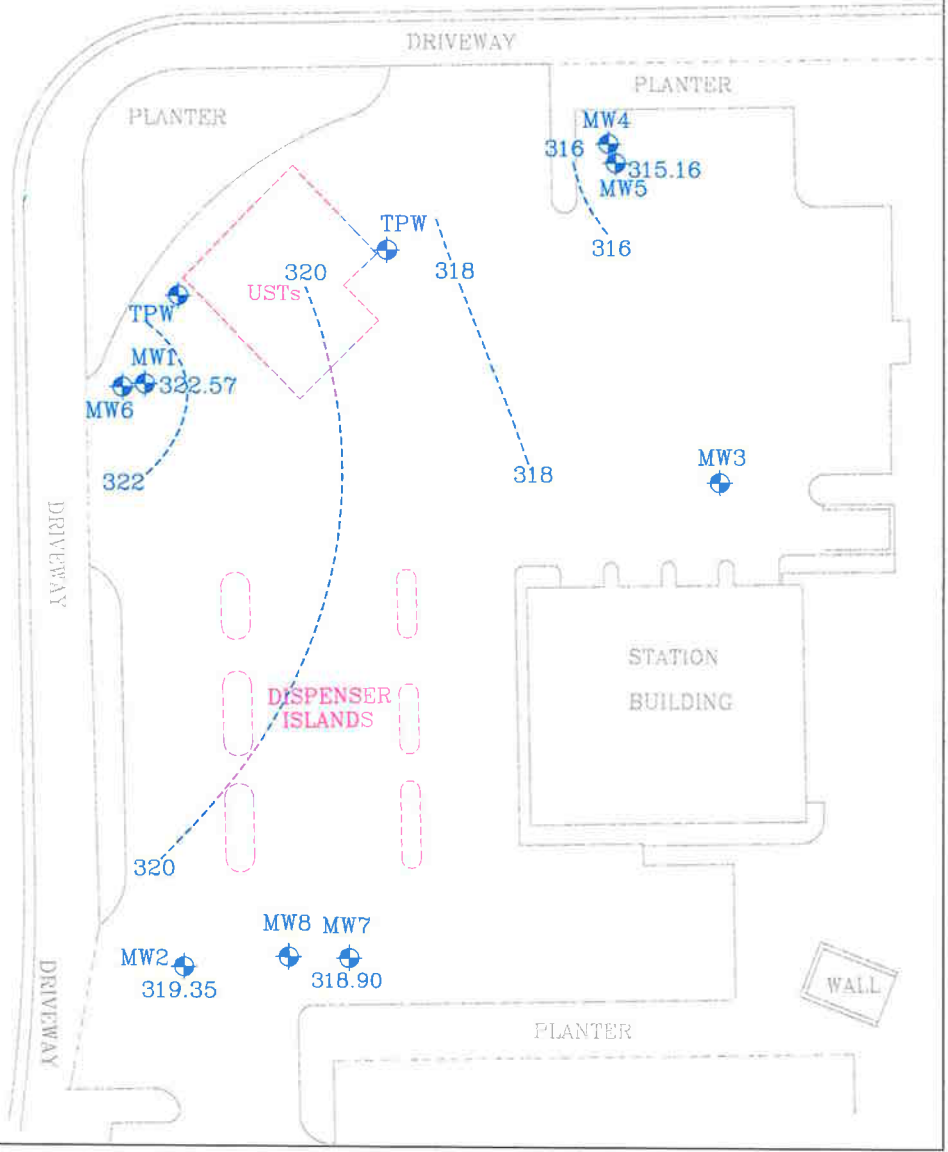 DRIVEWAY
PLANTER
PLANTER
MW4
316
315.16
MW5
TPW
316
320
318
USTs
TPW
MW1
322.57
MW6
MW3
318
322
DRIVEWAY
STATION
BUILDING
DISPENSER
ISLANDS
320
MW8
MW7
MW2
318.90
319.35
DRIVEWAY
WALL
PLANTER